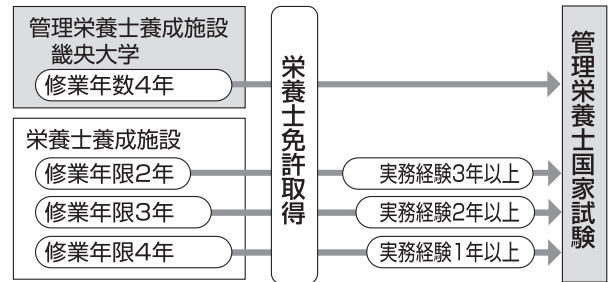 管理栄養士養成施設
畿央大学
修業年数4年
栄養士養成施設
修業年限2年
修業年限3年
修業年限4年
栄養士免許取得
実務経験3年以上
実務経験2年以上
実務経験1年以上
管理栄養士国家試験